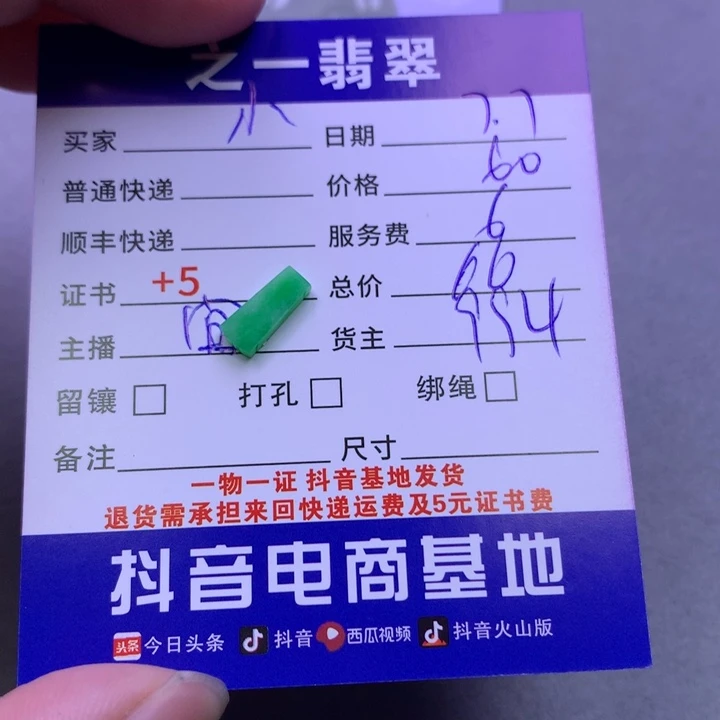 之一翡翠
买家 小 日期 7.7
普通快递 价格 60
顺丰快递 服务费 6
证书 +5 总价 66
主播 货主 994
留镶 打孔 绑绳
备注 尺寸
一物一证 抖音基地发货
退货需承担来回快递运费及5元证书费
抖音电商基地
头条 今日头条 抖音 西瓜视频 抖音火山版